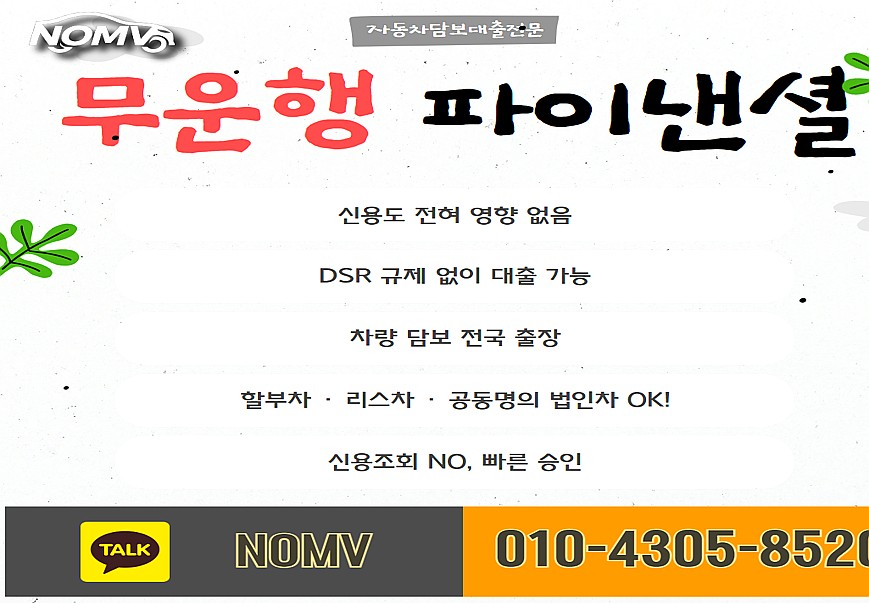 NOMV
자동차담보대출전문
무운행 파이낸셜
신용도 전혀 영향 없음
DSR 규제 없이 대출 가능
차량 담보 전국 출장
할부차 · 리스차 · 공동명의 법인차 OK!
신용조회 NO, 빠른 승인
TALK NOMV 010-4305-8520